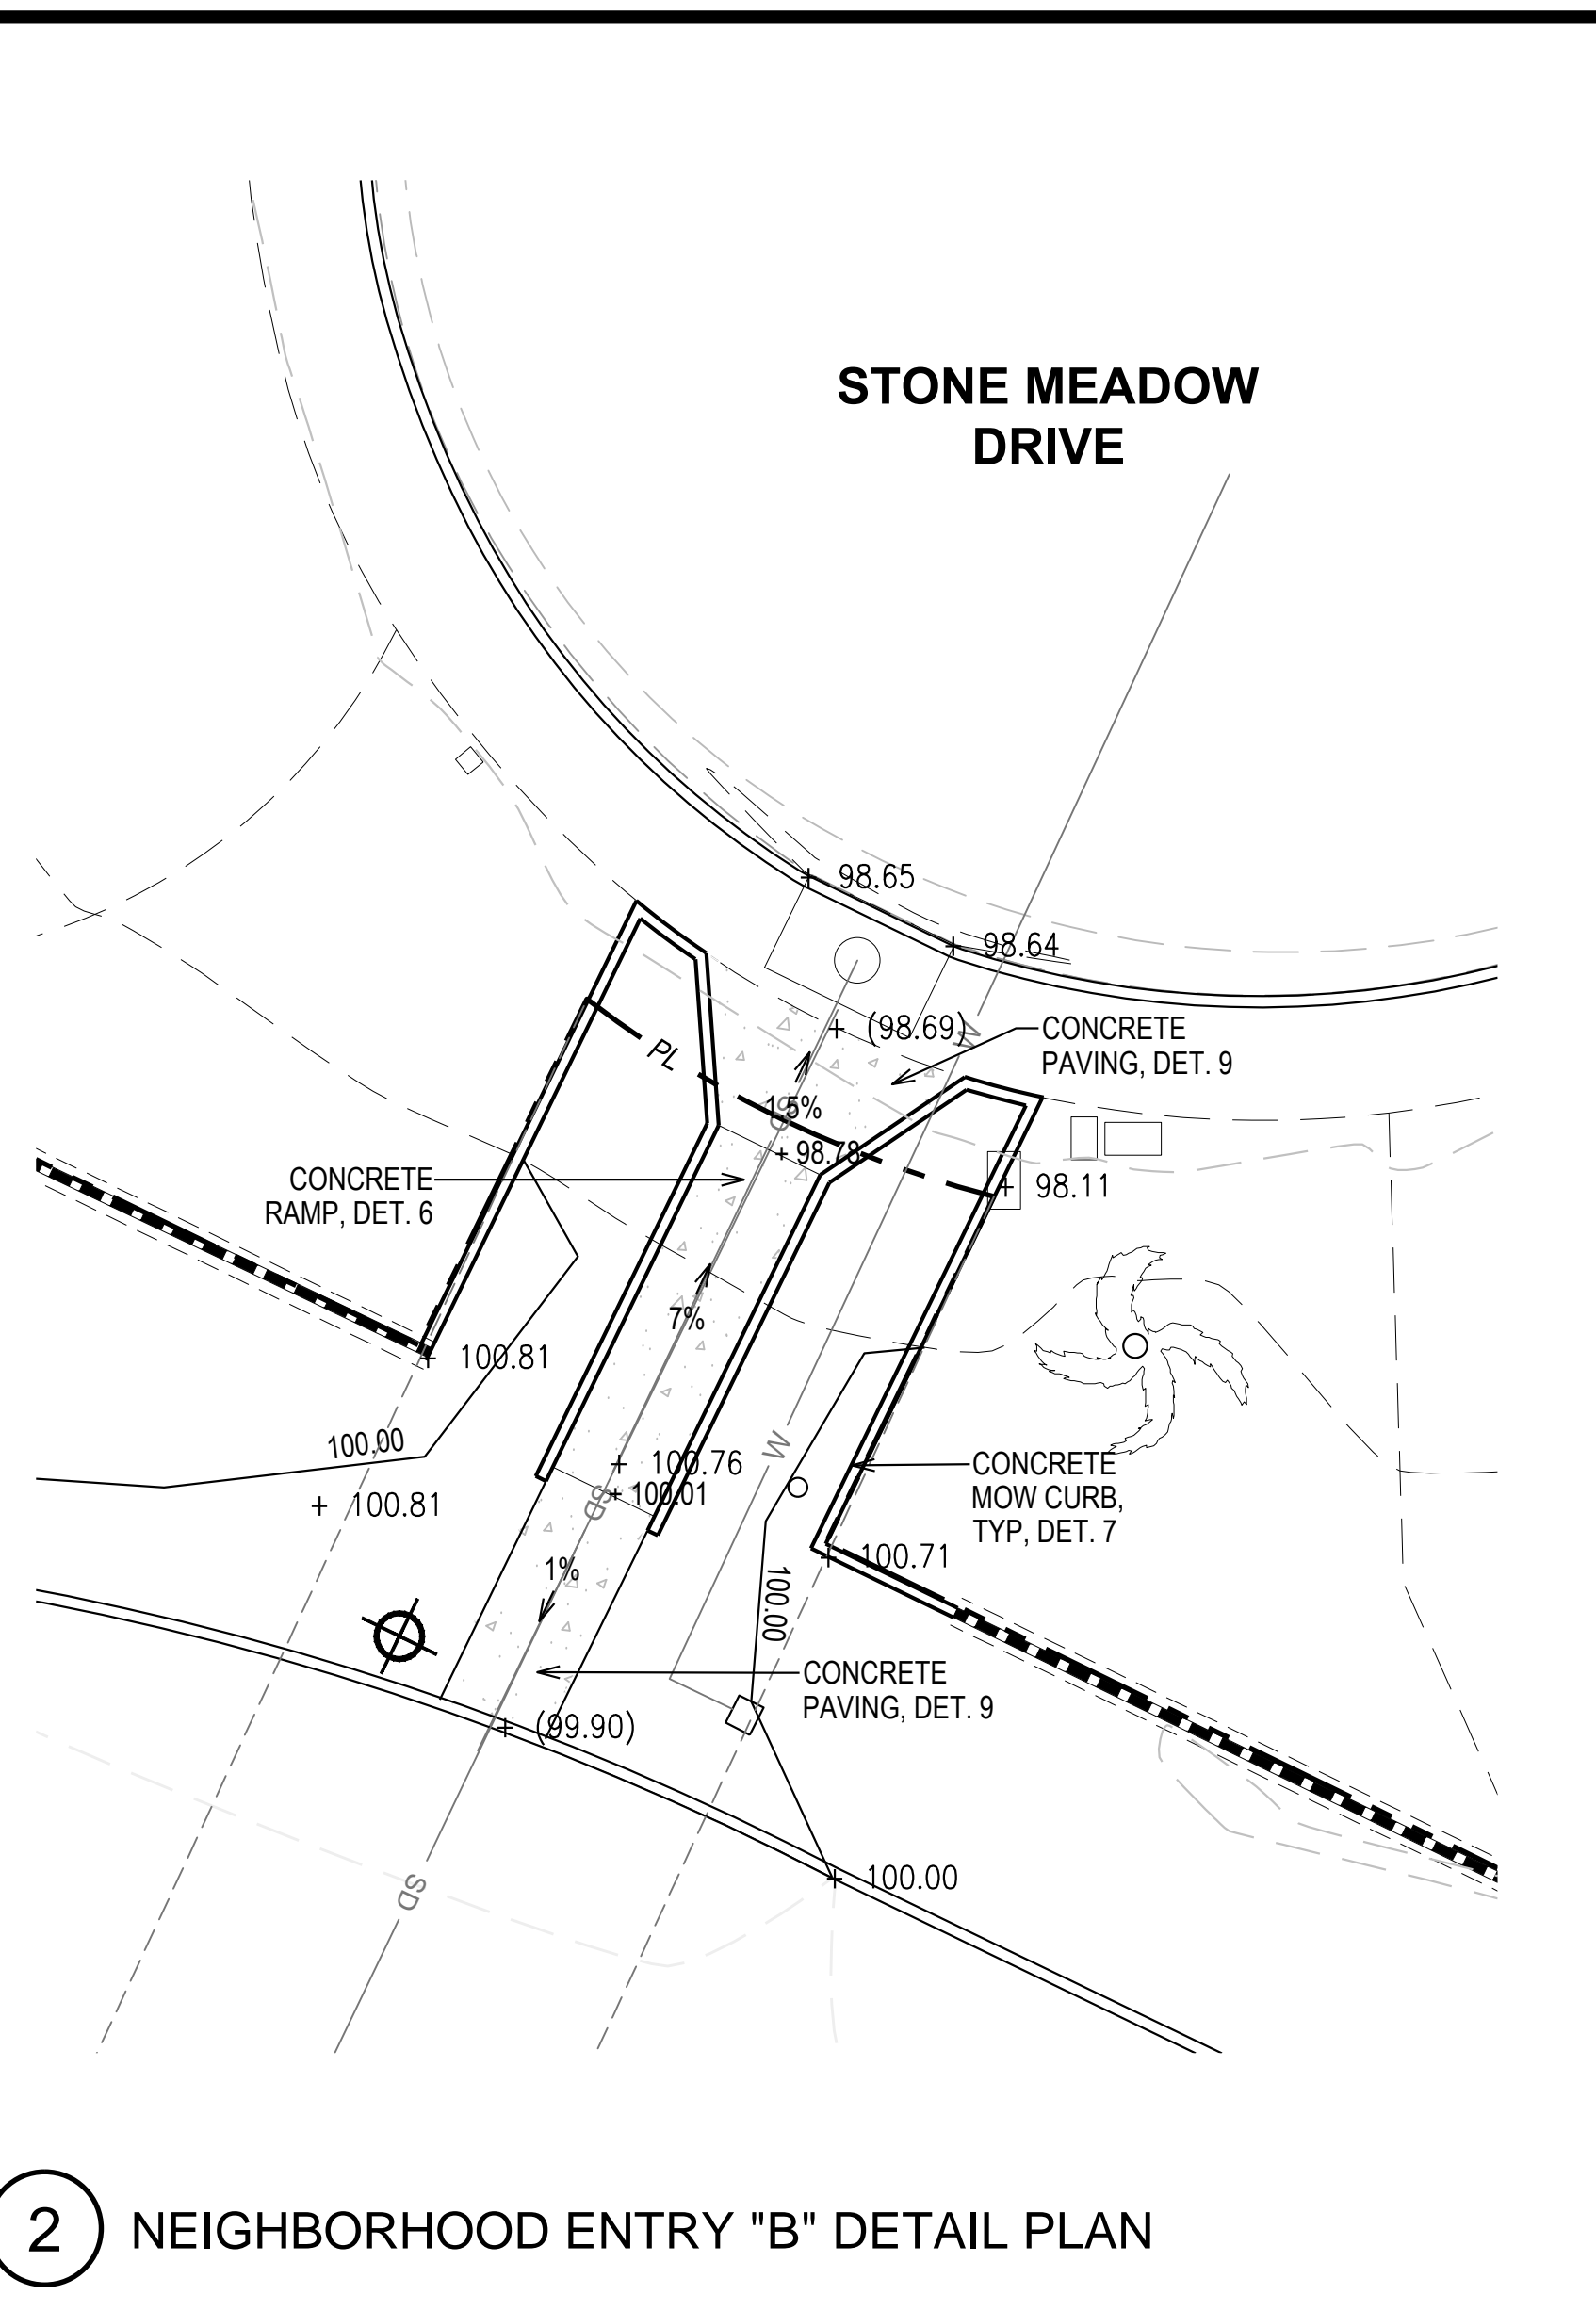 STONE MEADOW
DRIVE
98.65
98.64
(98.69)
W
CONCRETE
PAVING, DET. 9
PL
1.5%
SD
98.78
98.11
CONCRETE
RAMP, DET. 6
7%
100.81
100.00
100.76
100.01
W
SD
100.81
CONCRETE
MOW CURB,
TYP, DET. 7
100.71
1%
100.00
CONCRETE
PAVING, DET. 9
(99.90)
100.00
SD
2
NEIGHBORHOOD ENTRY "B" DETAIL PLAN